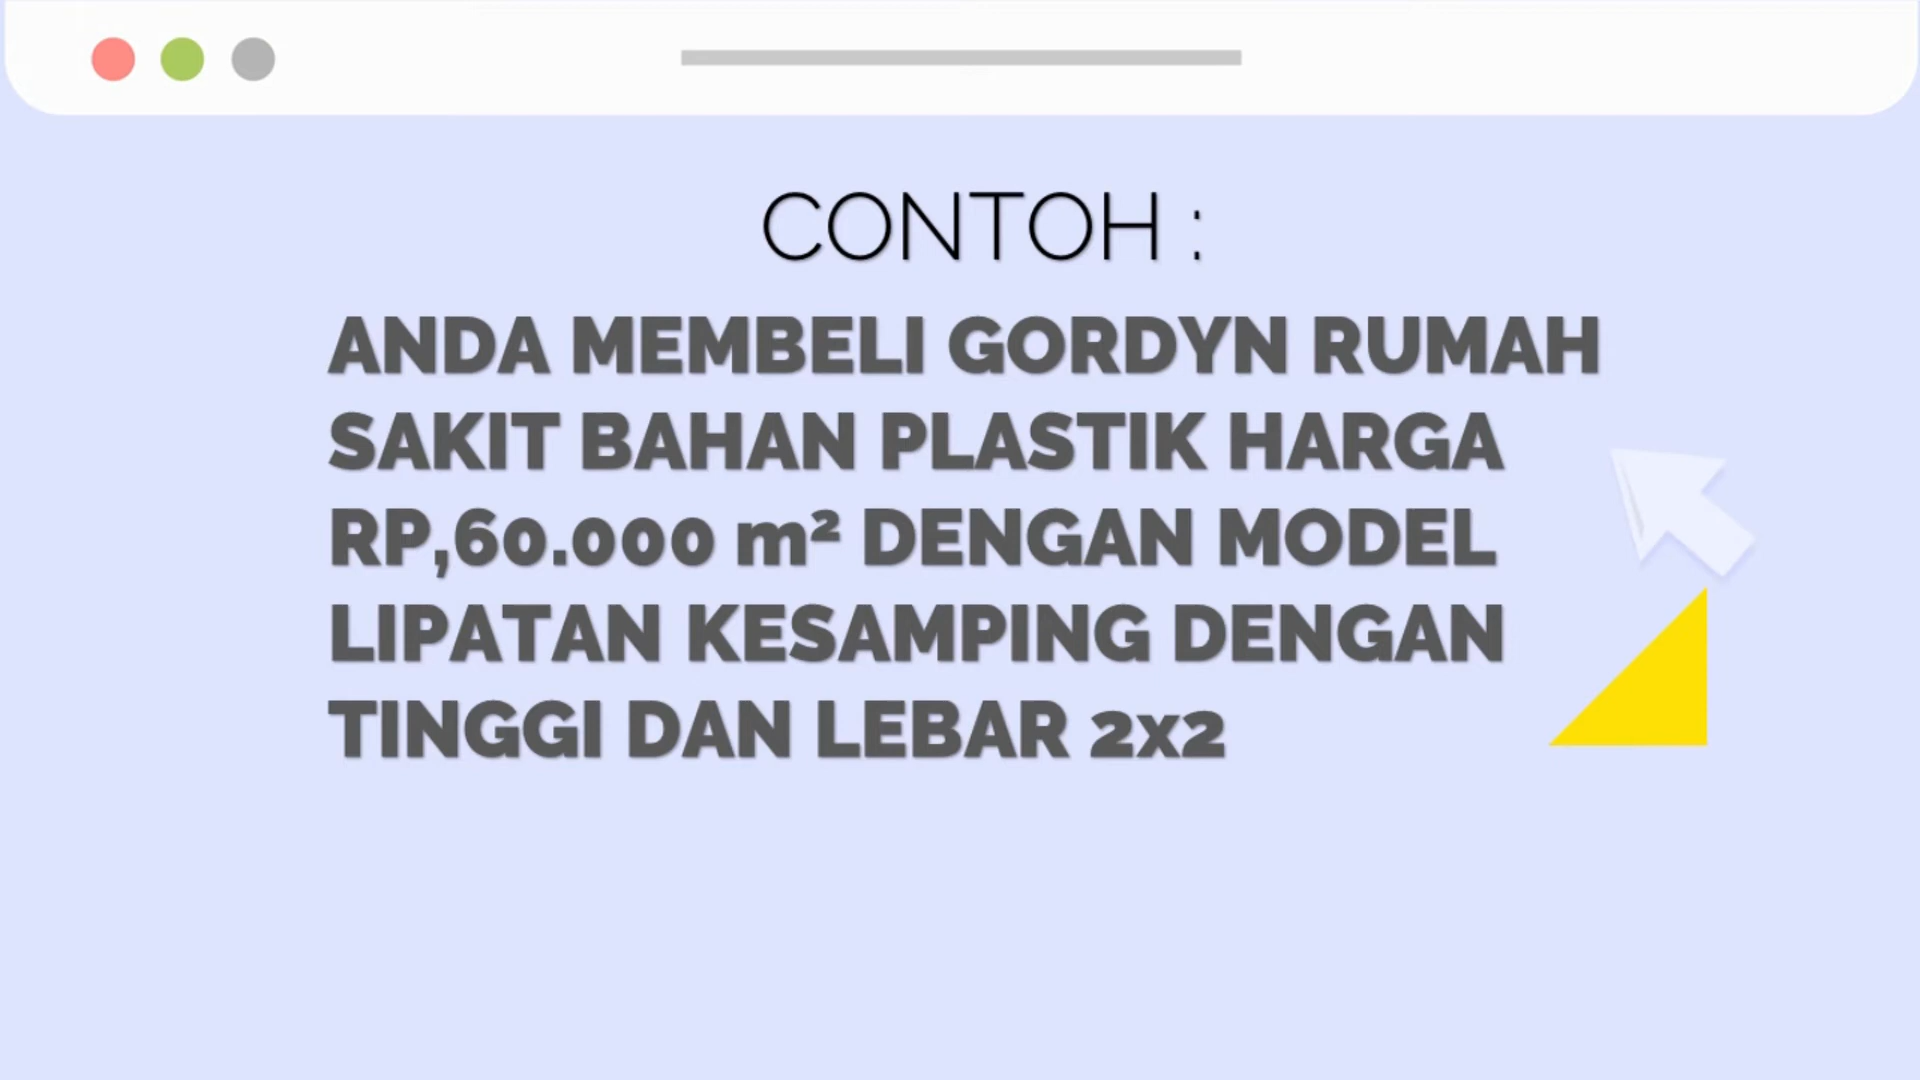 CONTOH :
ANDA MEMBELI GORDYN RUMAH
SAKIT BAHAN PLASTIK HARGA
RP,60.000 m² DENGAN MODEL
LIPATAN KESAMPING DENGAN
TINGGI DAN LEBAR 2x2